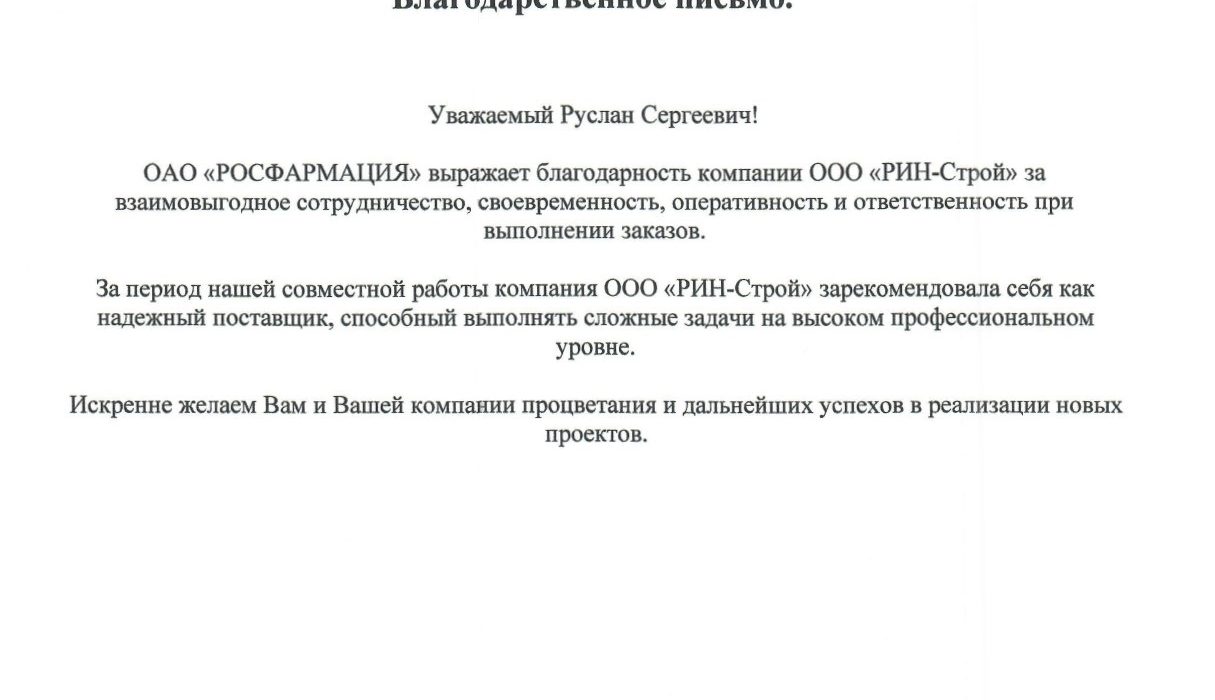 Благодарственное письмо.
Уважаемый Руслан Сергеевич!
ОАО «РОСФАРМАЦИЯ» выражает благодарность компании ООО «РИН-Строй» за
взаимовыгодное сотрудничество, своевременность, оперативность и ответственность при
выполнении заказов.
За период нашей совместной работы компания ООО «РИН-Строй» зарекомендовала себя как
надежный поставщик, способный выполнять сложные задачи на высоком профессиональном
уровне.
Искренне желаем Вам и Вашей компании процветания и дальнейших успехов в реализации новых
проектов.